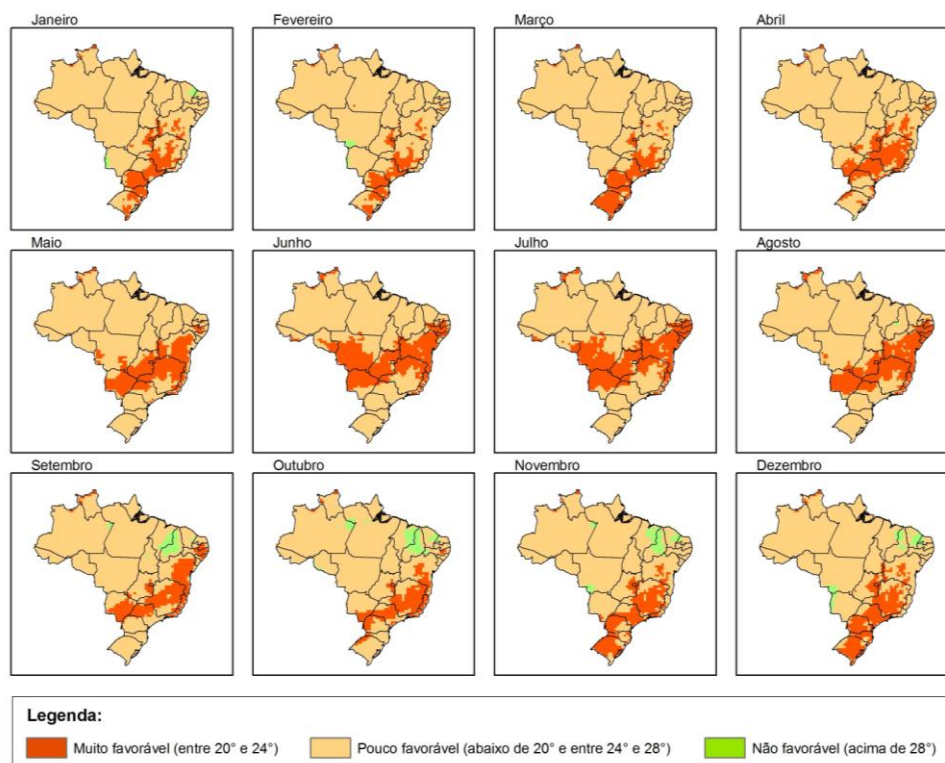 Janeiro Fevereiro Março Abril
Maio Junho Julho Agosto
Setembro Outubro Novembro Dezembro
Legenda:
Muito favorável (entre 20° e 24°) Pouco favorável (abaixo de 20° e entre 24° e 28°) Não favorável (acima de 28°)